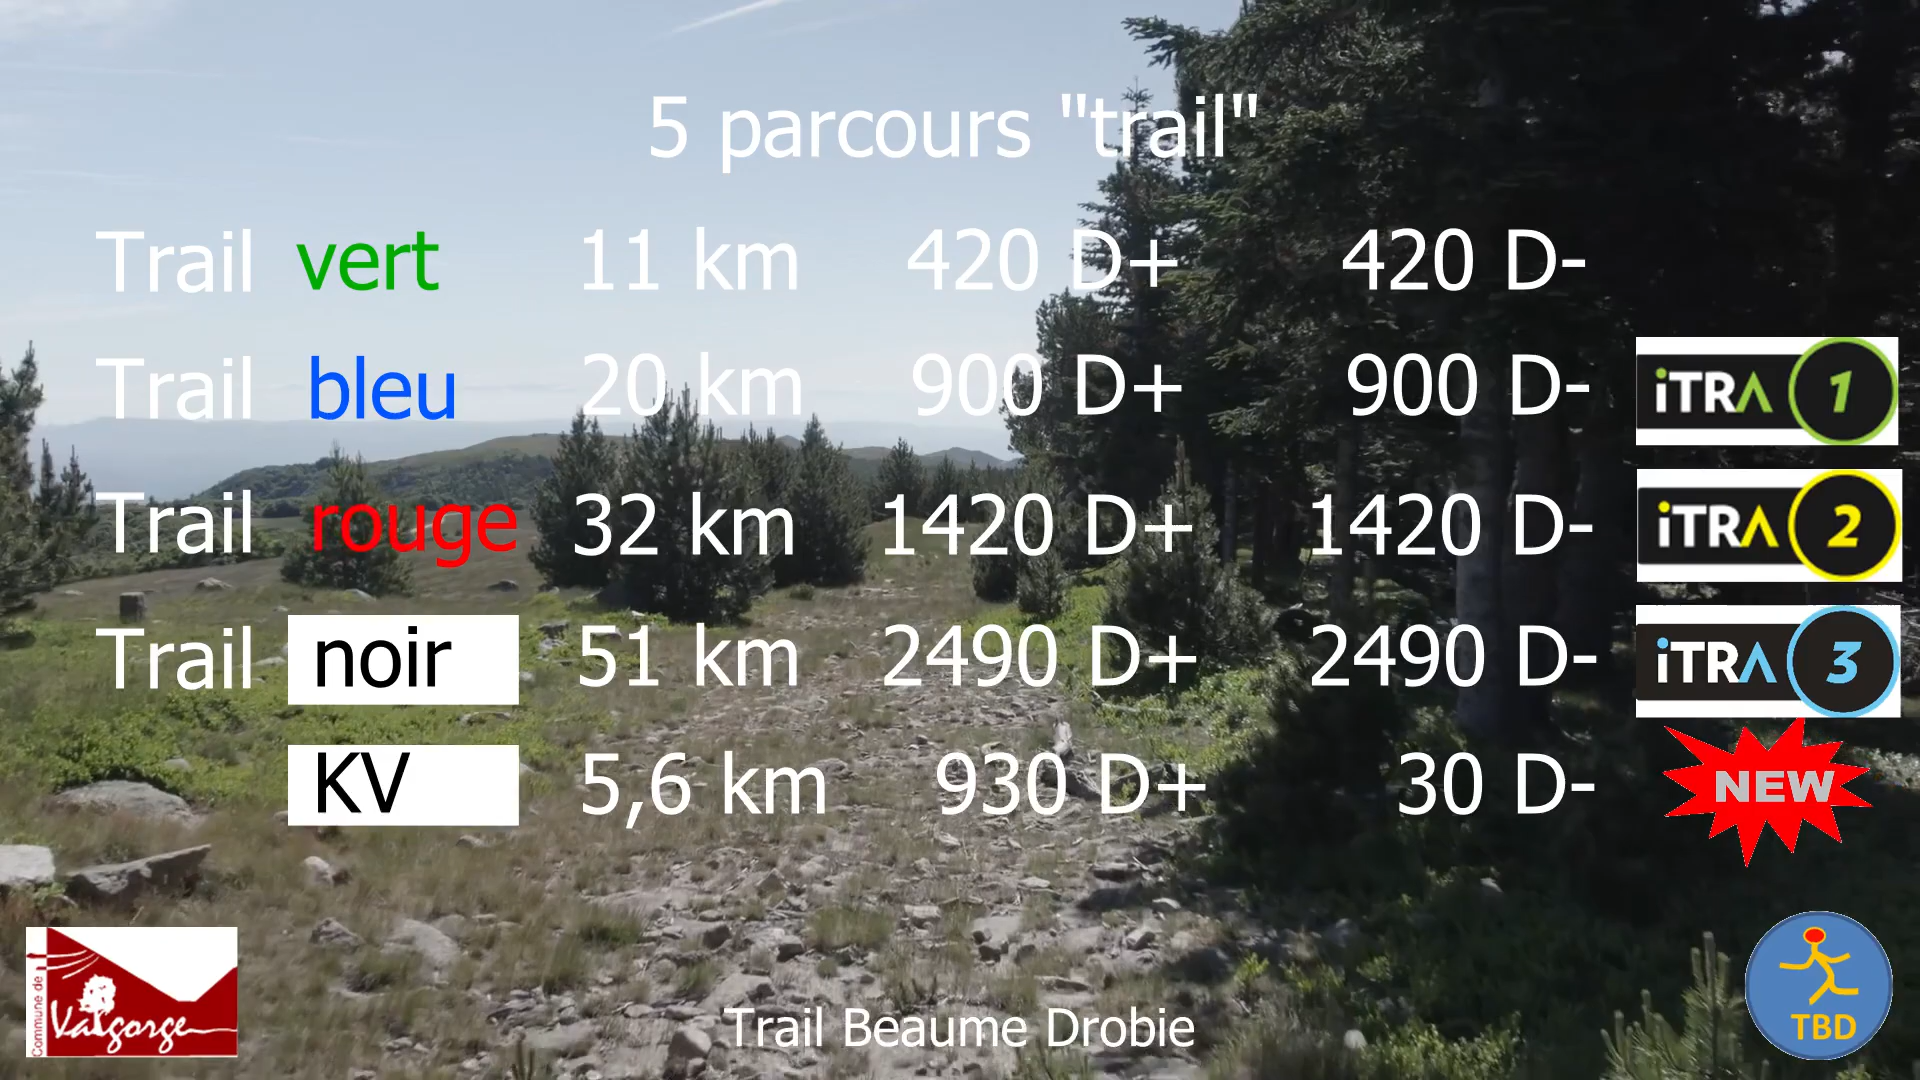 5 parcours "trail"
Trail vert 11 km 420 D+ 420 D-
Trail bleu 20 km 900 D+ 900 D- iTRA 1
Trail rouge 32 km 1420 D+ 1420 D- iTRA 2
Trail noir 51 km 2490 D+ 2490 D- iTRA 3
KV 5,6 km 930 D+ 30 D- NEW
Commune de Valgorge
Trail Beaume Drobie
TBD